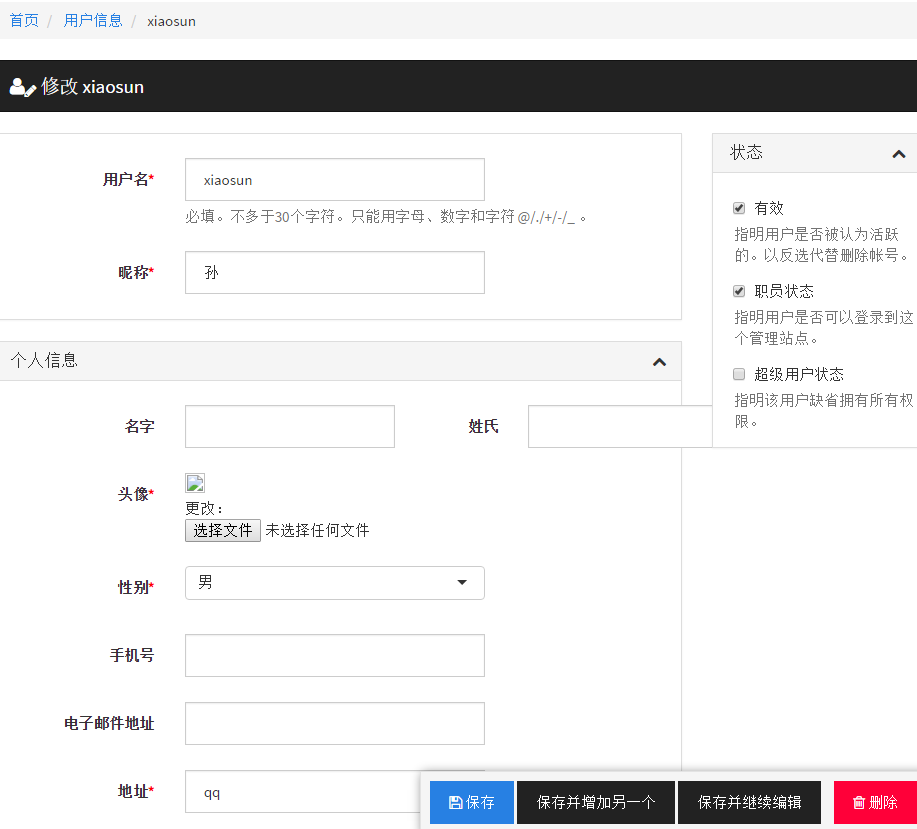 首页 / 用户信息 / xiaosun
修改 xiaosun
用户名*
xiaosun
必填。不多于30个字符。只能用字母、数字和字符 @/./+/-/_ 。
昵称*
孙
个人信息
名字
姓氏
头像*
更改：
选择文件 未选择任何文件
性别*
男
手机号
电子邮件地址
地址*
qq
状态
有效
指明用户是否被认为活跃
的。以反选代替删除帐号。
职员状态
指明用户是否可以登录到这
个管理站点。
超级用户状态
指明该用户缺省拥有所有权
限。
保存
保存并增加另一个
保存并继续编辑
删除